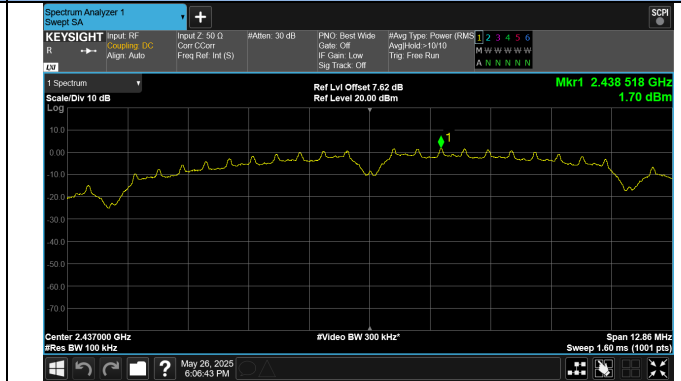 Spectrum Analyzer 1
Swept SA
SCPI
KEYSIGHT
R
LXI
Input: RF
Coupling: DC
Align: Auto
Input Z: 50 Ω
Corr CCorr
Freq Ref: Int (S)
#Atten: 30 dB
PNO: Best Wide
Gate: Off
IF Gain: Low
Sig Track: Off
#Avg Type: Power (RMS
Avg|Hold:>10/10
Trig: Free Run
1 2 3 4 5 6
M W W W W W
A N N N N N
1 Spectrum
Scale/Div 10 dB
Log
Ref Lvl Offset 7.62 dB
Ref Level 20.00 dBm
Mkr1 2.438 518 GHz
1.70 dBm
1
10.0
0.00
-10.0
-20.0
-30.0
-40.0
-50.0
-60.0
-70.0
Center 2.437000 GHz
#Video BW 300 kHz*
Span 12.86 MHz
#Res BW 100 kHz
Sweep 1.60 ms (1001 pts)
May 26, 2025
6:06:43 PM